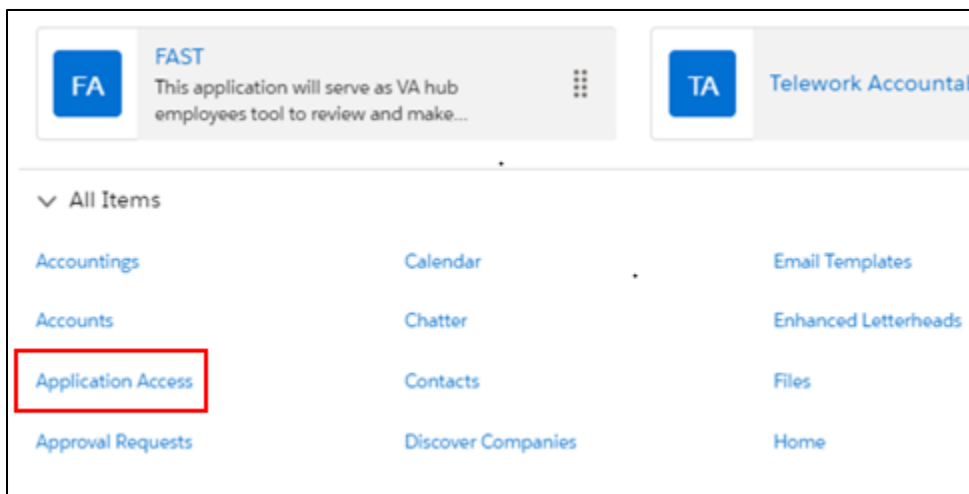 FA
FAST
This application will serve as VA hub
employees tool to review and make...
TA
Telework
All Items
Accountings
Calendar
Email Templates
Accounts
Chatter
Enhanced Letterheads
Application Access
Contacts
Files
Approval Requests
Discover Companies
Home